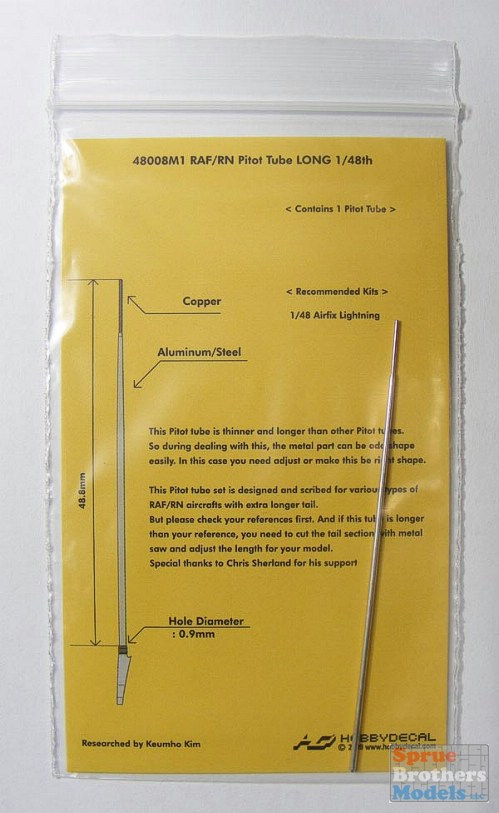 48008M1 RAF/RN Pitot Tube LONG 1/48th
< Contains 1 Pitot Tube >
< Recommended Kits >
1/48 Airfix Lightning
Copper
Aluminum/Steel
48.8mm
This Pitot tube is thinner and longer than other Pitot tubes.
So during dealing with this, the metal part can be odd shape
easily. In this case you need adjust or make this be right shape.
This Pitot tube set is designed and scribed for various types of
RAF/RN aircrafts with extra longer tail.
But please check your references first. And if this tube is longer
than your reference, you need to cut the tail section with metal
saw and adjust the length for your model.
Special thanks to Chris Sherland for his support
Hole Diameter
: 0.9mm
Researched by Keumho Kim
HOBBYDECAL
© www.hobbydecal.com
Sprue
Brothers
Models LLC